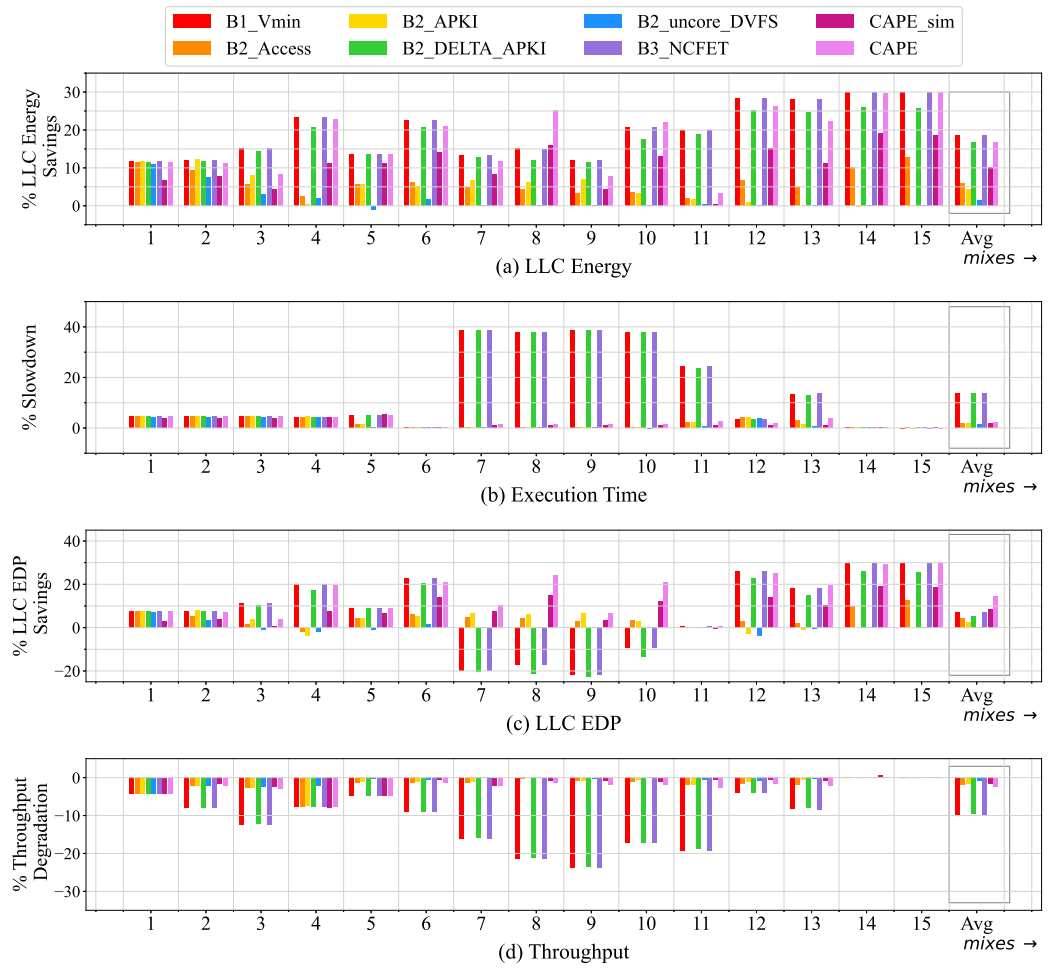 B1_Vmin B2_APKI B2_uncore_DVFS CAPE_sim
B2_Access B2_DELTA_APKI B3_NCFET CAPE
% LLC Energy
Savings
30
20
10
0
1 2 3 4 5 6 7 8 9 10 11 12 13 14 15 Avg
mixes →
(a) LLC Energy
% Slowdown
40
20
0
1 2 3 4 5 6 7 8 9 10 11 12 13 14 15 Avg
mixes →
(b) Execution Time
% LLC EDP
Savings
40
20
0
−20
1 2 3 4 5 6 7 8 9 10 11 12 13 14 15 Avg
mixes →
(c) LLC EDP
% Throughput
Degradation
0
−10
−20
−30
1 2 3 4 5 6 7 8 9 10 11 12 13 14 15 Avg
mixes →
(d) Throughput